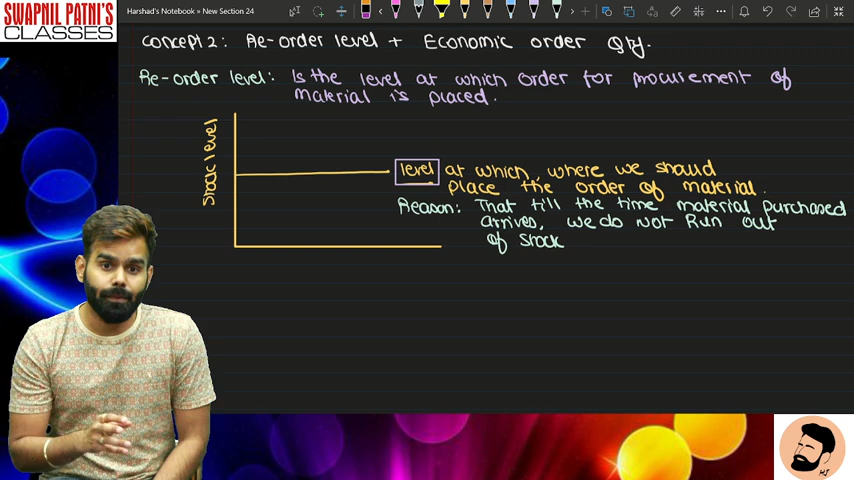 SWAPNIL PATNI'S
CLASSES
Harshad's Notebook » New Section 24
Concept 2: Re-order level + Economic order Qty.
Re-order level: Is the level at which order for procurement of
material is placed.
Stock level
level at which, where we should
place the order of material.
Reason: That till the time material purchased
arrives, we do not Run out
of stock
HS